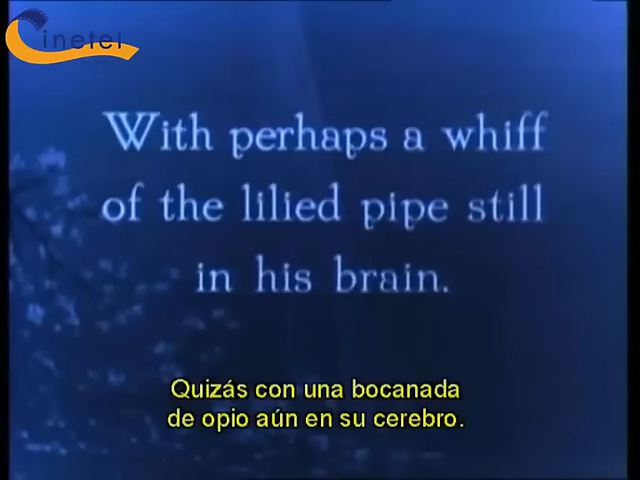 Cinetel
With perhaps a whiff
of the lilied pipe still
in his brain.
Quizás con una bocanada
de opio aún en su cerebro.